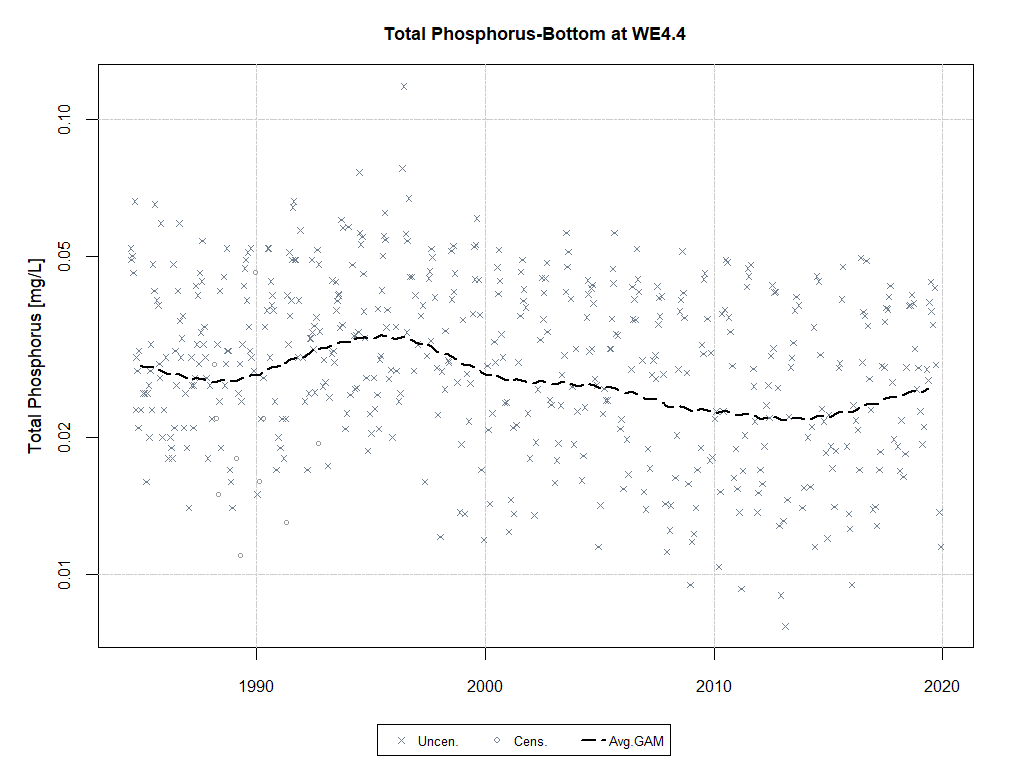 Total Phosphorus-Bottom at WE4.4
Total Phosphorus [mg/L]
0.10
0.05
0.02
0.01
1990 2000 2010 2020
Uncen. Cens. Avg.GAM